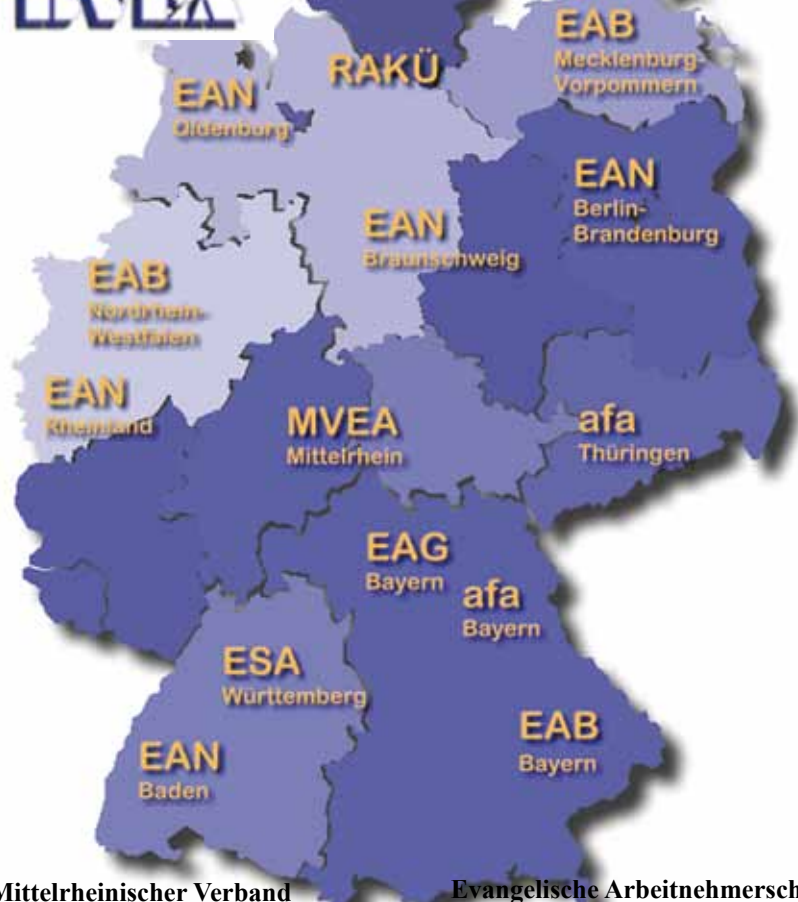 EAB
Mecklenburg-
Vorpommern
RAKÜ
EAN
Oldenburg
EAN
Berlin-
Brandenburg
EAN
Braunschweig
EAB
Nordrhein-
Westfalen
EAN
Rheinland
MVEA
Mittelrhein
afa
Thüringen
EAG
Bayern
afa
Bayern
ESA
Württemberg
EAB
Bayern
EAN
Baden
Mittelrheinischer Verband
Evangelische